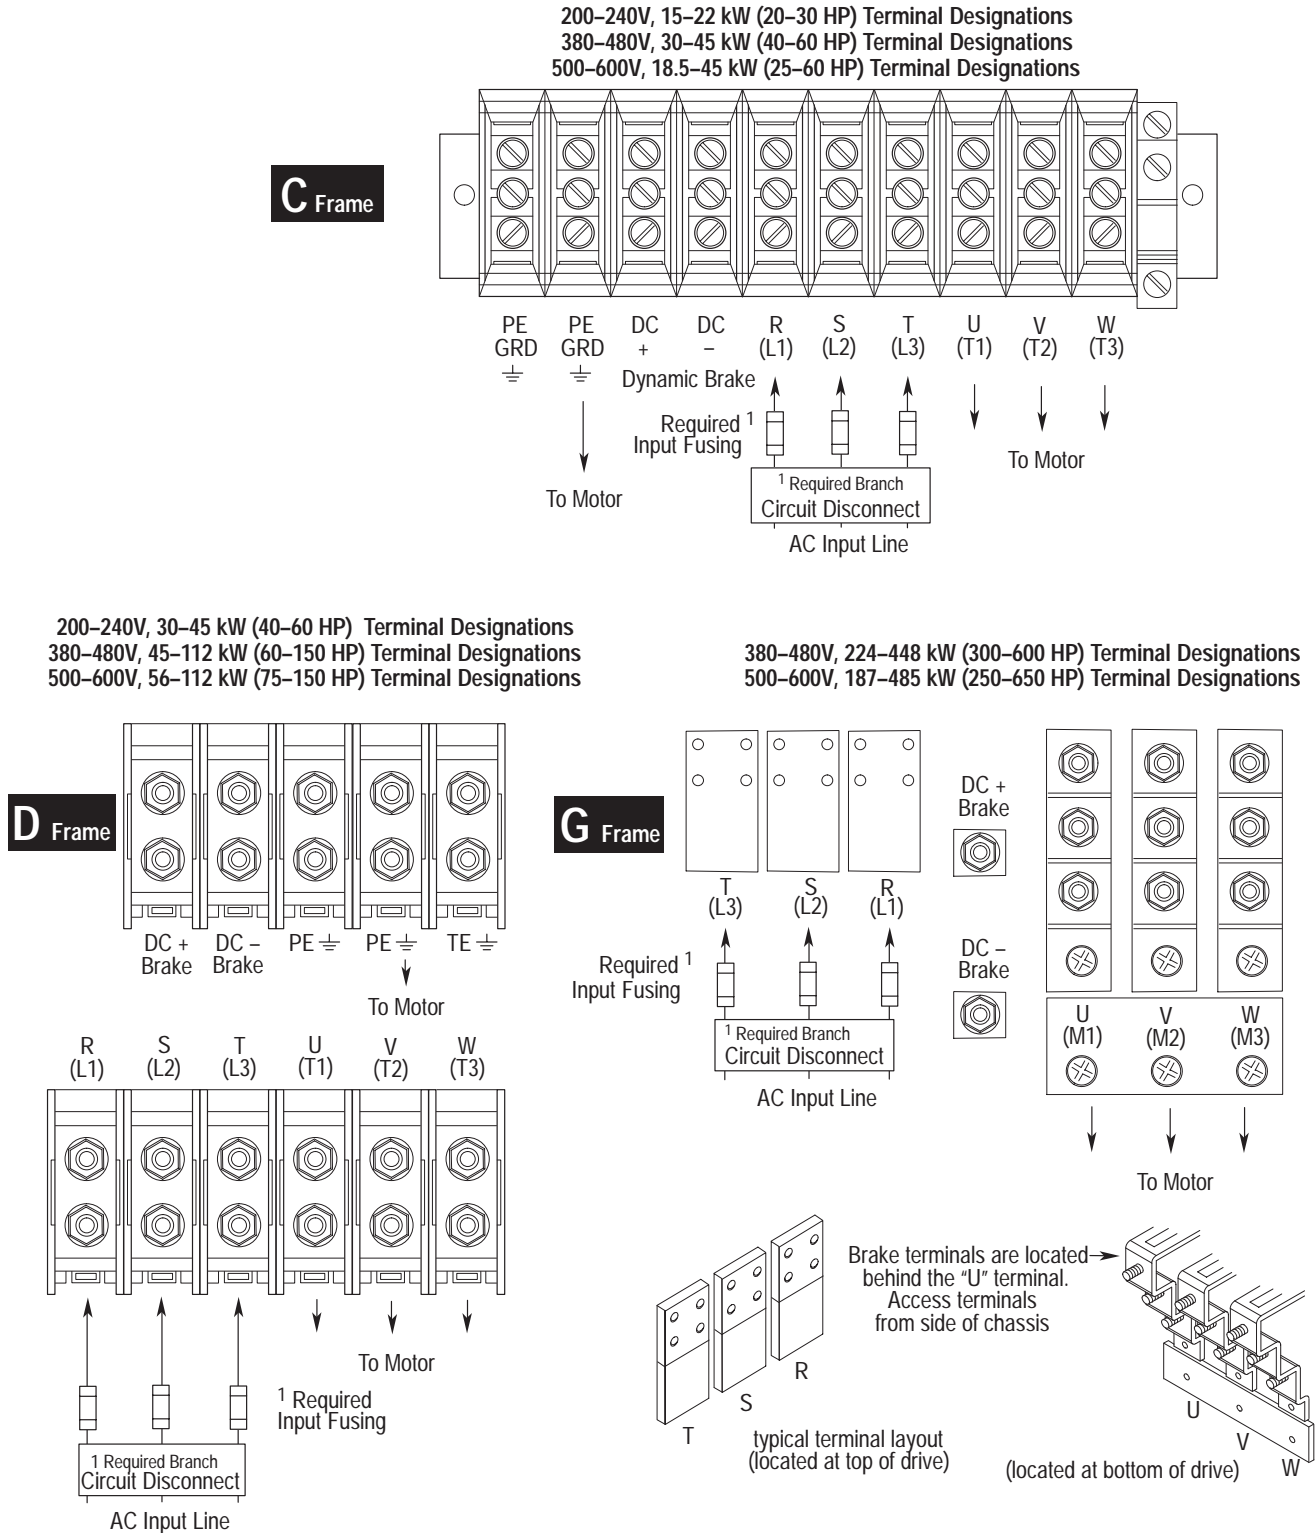 200–240V, 15–22 kW (20–30 HP) Terminal Designations
380–480V, 30–45 kW (40–60 HP) Terminal Designations
500–600V, 18.5–45 kW (25–60 HP) Terminal Designations
C Frame
PE PE DC DC R S T U V W
GRD GRD + – (L1) (L2) (L3) (T1) (T2) (T3)
Dynamic Brake
Required 1
Input Fusing
To Motor
To Motor
1 Required Branch
Circuit Disconnect
AC Input Line
200–240V, 30–45 kW (40–60 HP) Terminal Designations
380–480V, 45–112 kW (60–150 HP) Terminal Designations
500–600V, 56–112 kW (75–150 HP) Terminal Designations
D Frame
DC + DC – PE PE TE
Brake Brake
To Motor
R S T U V W
(L1) (L2) (L3) (T1) (T2) (T3)
To Motor
1 Required
Input Fusing
1 Required Branch
Circuit Disconnect
AC Input Line
380–480V, 224–448 kW (300–600 HP) Terminal Designations
500–600V, 187–485 kW (250–650 HP) Terminal Designations
G Frame
DC +
Brake
T S R
(L3) (L2) (L1)
DC –
Brake
Required 1
Input Fusing
1 Required Branch
Circuit Disconnect
AC Input Line
U V W
(M1) (M2) (M3)
To Motor
Brake terminals are located
behind the "U" terminal.
Access terminals
from side of chassis
R
S
T
typical terminal layout
(located at top of drive)
U
V
W
(located at bottom of drive)